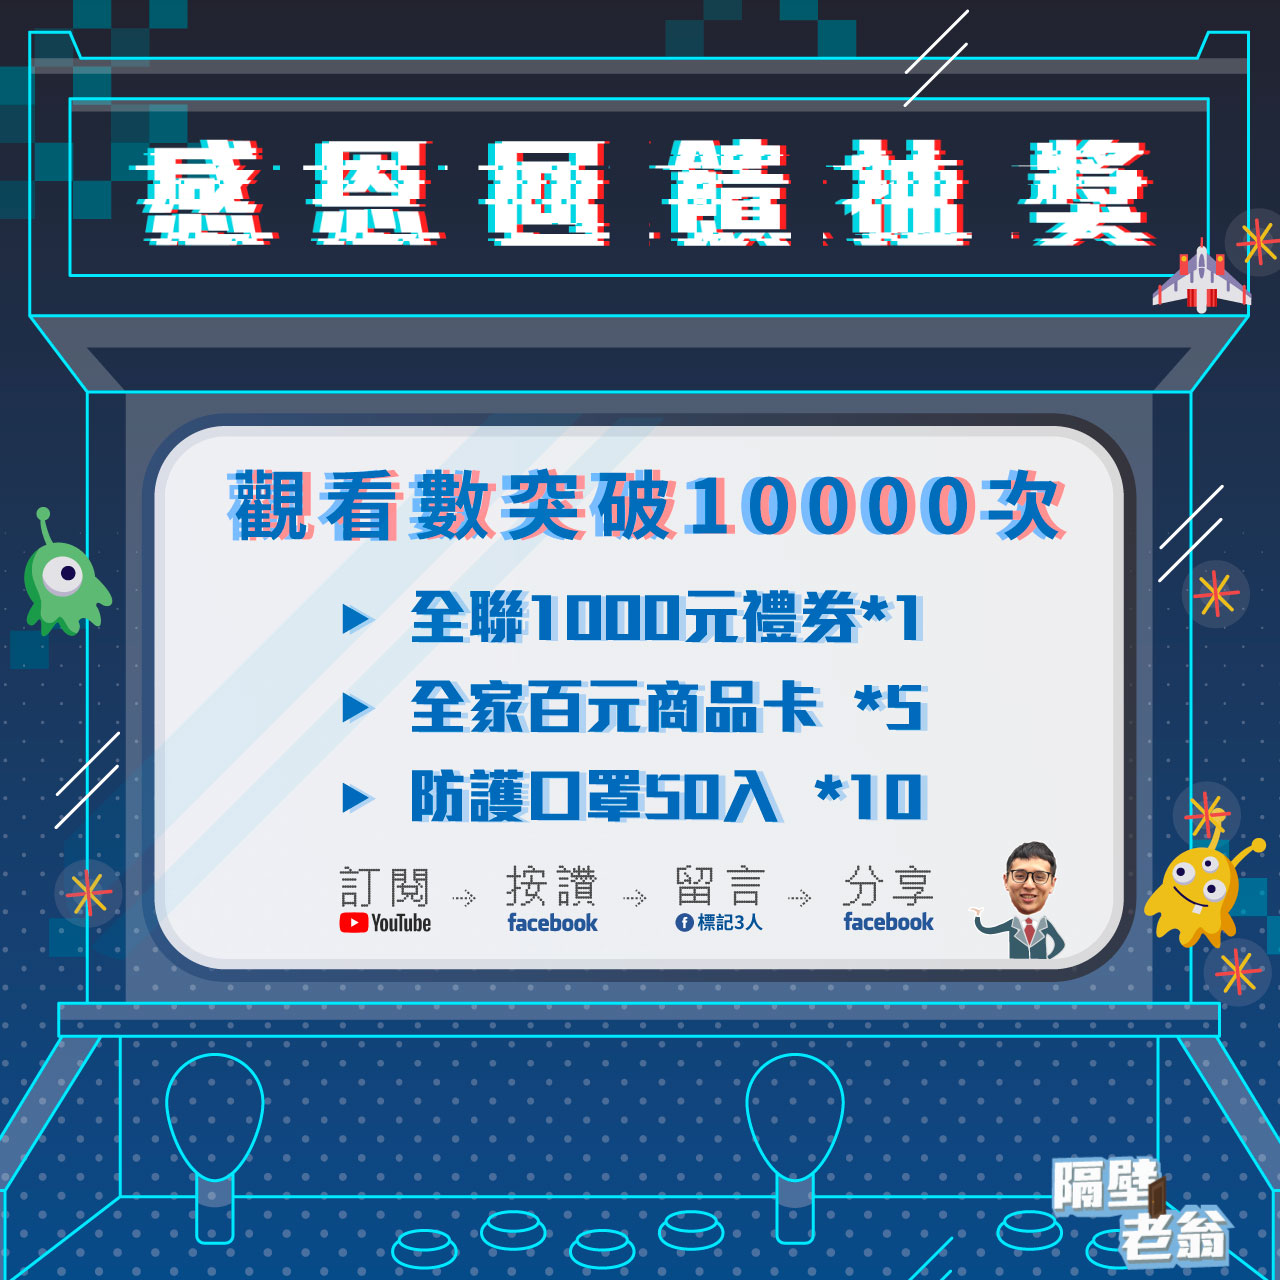 感恩回饋抽獎
觀看數突破10000次
全聯1000元禮券*1
全家百元商品卡 *5
防護口罩50入 *10
訂閱 按讚 留言 分享
YouTube facebook 標記3人 facebook
隔壁
老翁